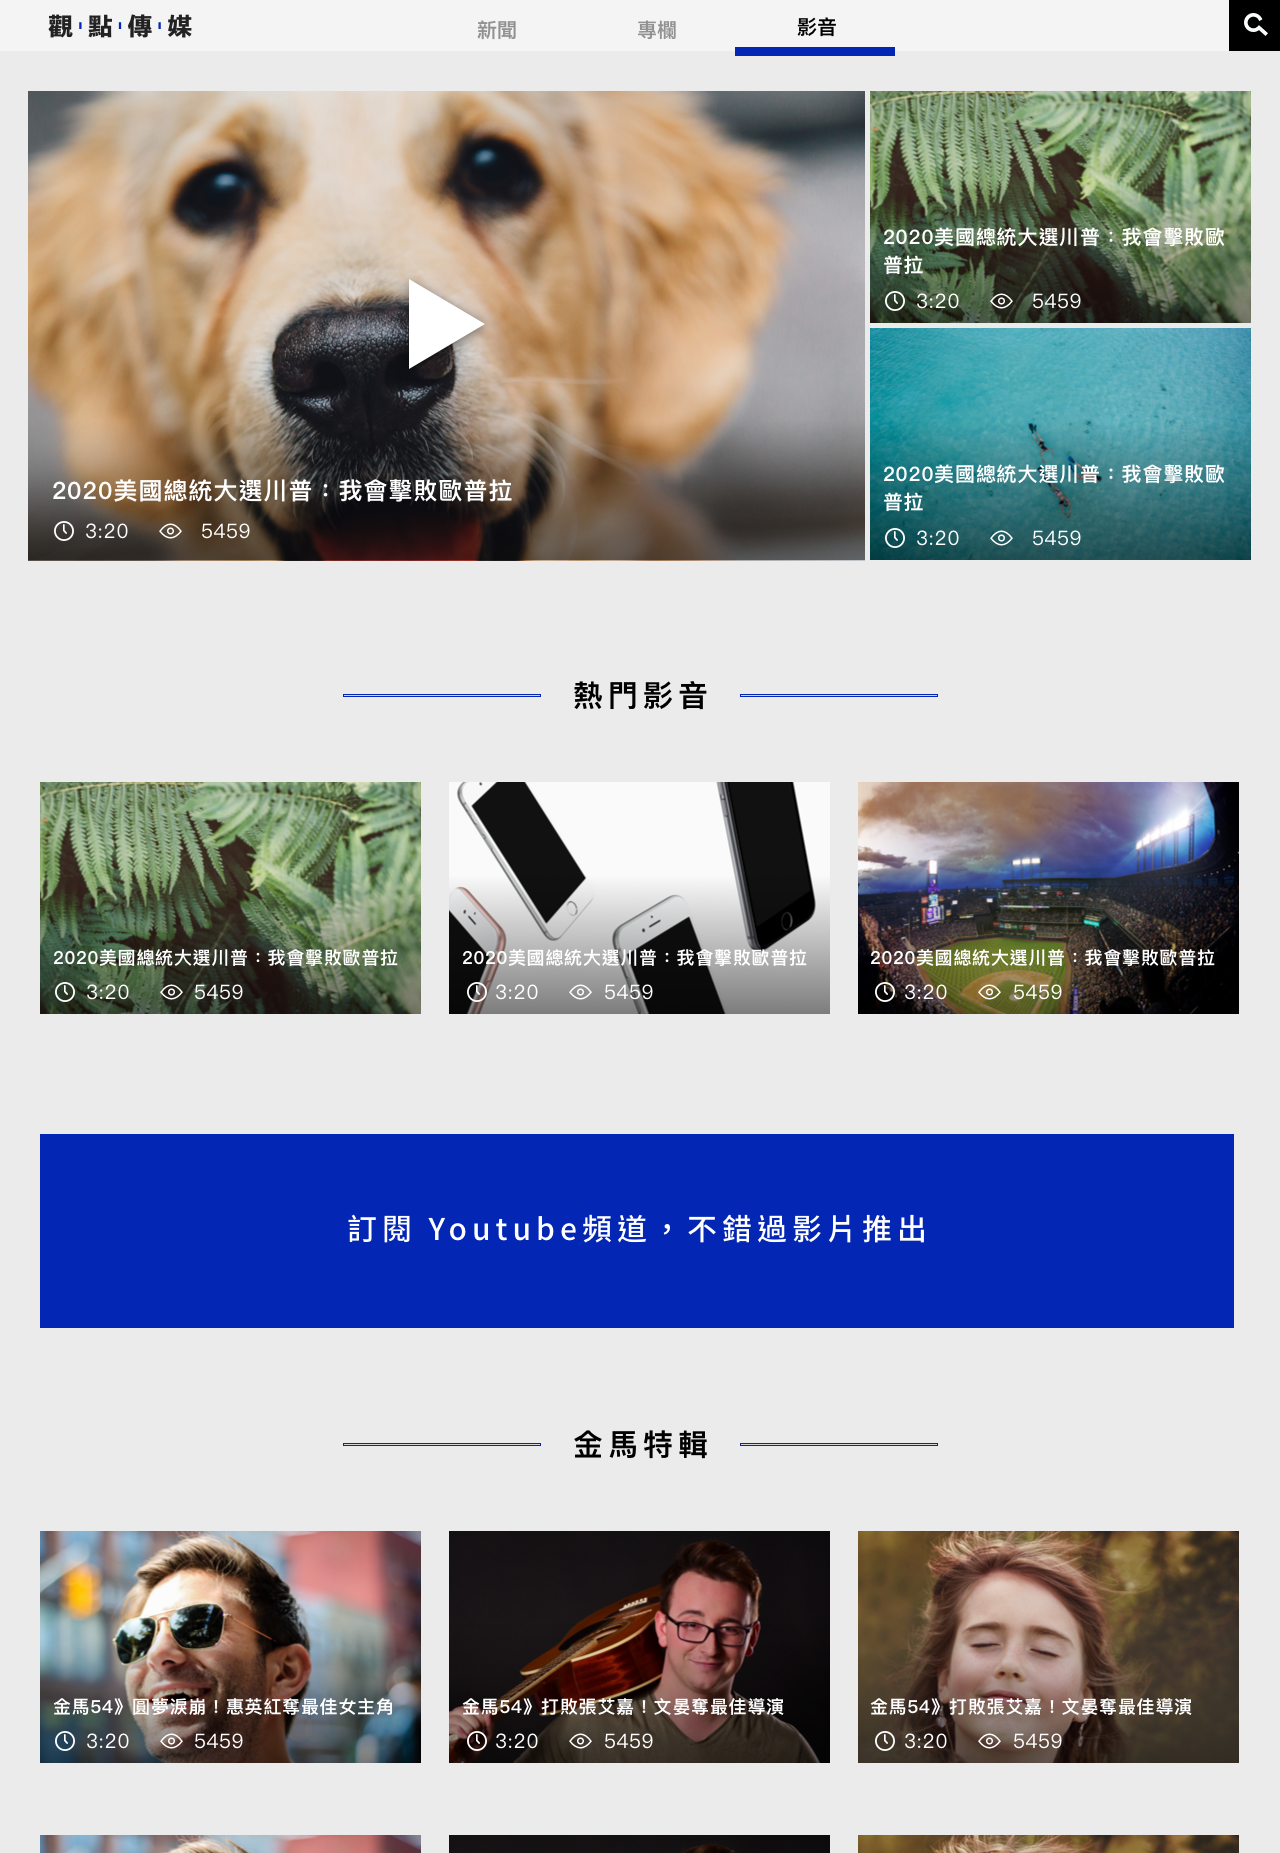 觀·點·傳·媒
新聞
專欄
影音
2020美國總統大選川普：我會擊敗歐普拉
3:20 5459
2020美國總統大選川普：我會擊敗歐
普拉
3:20 5459
2020美國總統大選川普：我會擊敗歐
普拉
3:20 5459
熱門影音
2020美國總統大選川普：我會擊敗歐普拉
3:20 5459
2020美國總統大選川普：我會擊敗歐普拉
3:20 5459
2020美國總統大選川普：我會擊敗歐普拉
3:20 5459
訂閱 Youtube頻道，不錯過影片推出
金馬特輯
金馬54》圓夢淚崩！惠英紅奪最佳女主角
3:20 5459
金馬54》打敗張艾嘉！文晏奪最佳導演
3:20 5459
金馬54》打敗張艾嘉！文晏奪最佳導演
3:20 5459